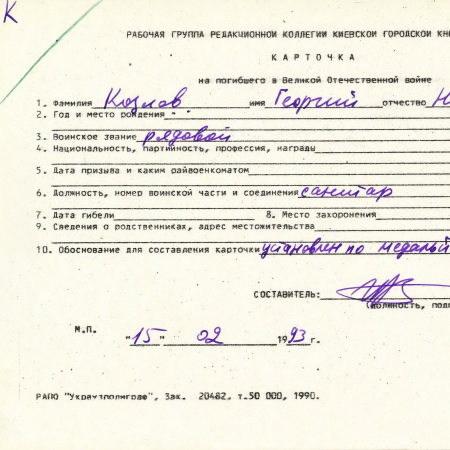 К
РАБОЧАЯ ГРУППА РЕДАКЦИОННОЙ КОЛЛЕГИИ КИЕВСКОЙ ГОРОДСКОЙ КНИ
КАРТОЧКА
на погибшего в Великой Отечественной войне
1. Фамилия Козлов имя Георгий отчество
2. Год и место рождения
3. Воинское звание рядовой
4. Национальность, партийность, профессия, награды
5. Дата призыва и каким райвоенкоматом
6. Должность, номер воинской части и соединения санитар
7. Дата гибели 8. Место захоронения
9. Сведения о родственниках, адрес местожительства
10. Обоснование для составления карточки установлен по медальо
СОСТАВИТЕЛЬ:
(должность, подп
М.П.
"15" 02 1993г.
РАПО "Укрвузполиграф", Зак. 20482, т.50 000, 1990.